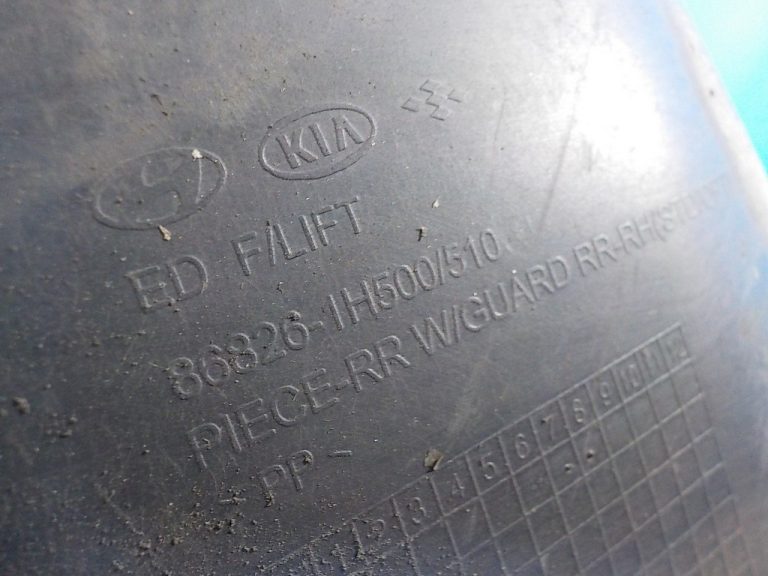 KIA
ED F/LIFT
86826-1H500/510
PIECE-RR W/GUARD RR-RH(STD
PP -
1 2 3 4 5 6 7 8 9 10 11 12